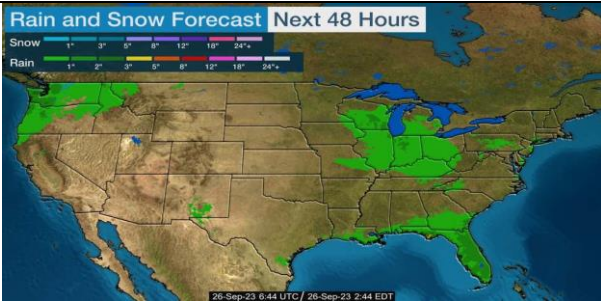 Rain and Snow Forecast Next 48 Hours
Snow 1" 3" 5" 8" 12" 18" 24"+
Rain 1" 2" 3" 5" 8" 12" 18" 24"+
26-Sep-23 6:44 UTC / 26-Sep-23 2:44 EDT